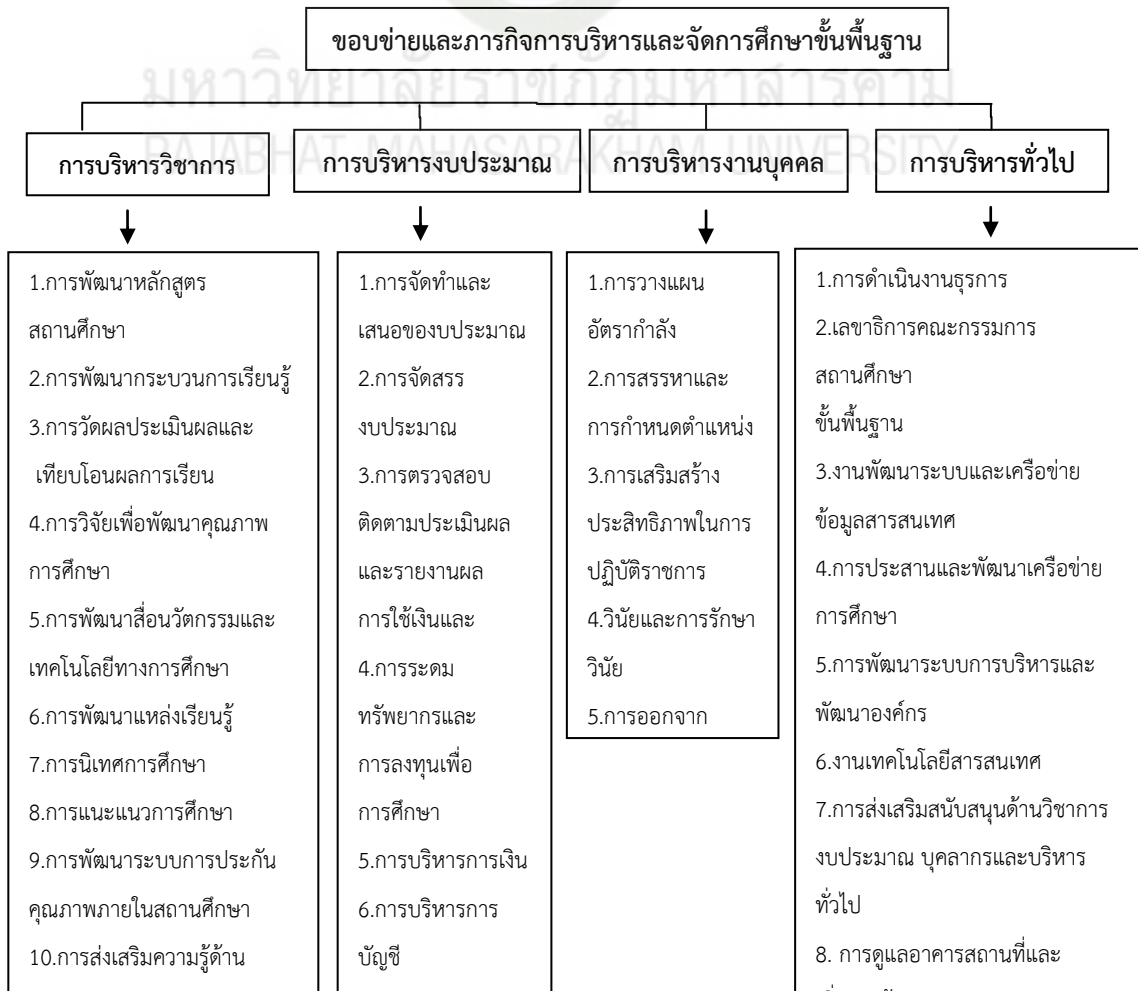 ขอบข่ายและภารกิจการบริหารและจัดการศึกษาขั้นพื้นฐาน
มหาวิทยาลัยราชภัฏมหาสารคาม
RAJABHAT MAHASARAKHAM UNIVERSITY
การบริหารวิชาการ
การบริหารงบประมาณ
การบริหารงานบุคคล
การบริหารทั่วไป
1.การพัฒนาหลักสูตร
สถานศึกษา
2.การพัฒนากระบวนการเรียนรู้
3.การวัดผลประเมินผลและ
เทียบโอนผลการเรียน
4.การวิจัยเพื่อพัฒนาคุณภาพ
การศึกษา
5.การพัฒนาสื่อนวัตกรรมและ
เทคโนโลยีทางการศึกษา
6.การพัฒนาแหล่งเรียนรู้
7.การนิเทศการศึกษา
8.การแนะแนวการศึกษา
9.การพัฒนาระบบการประกัน
คุณภาพภายในสถานศึกษา
10.การส่งเสริมความรู้ด้าน
1.การจัดทำและ
เสนอของบประมาณ
2.การจัดสรร
งบประมาณ
3.การตรวจสอบ
ติดตามประเมินผล
และรายงานผล
การใช้เงินและ
4.การระดม
ทรัพยากรและ
การลงทุนเพื่อ
การศึกษา
5.การบริหารการเงิน
6.การบริหารการ
บัญชี
1.การวางแผน
อัตรากำลัง
2.การสรรหาและ
การกำหนดตำแหน่ง
3.การเสริมสร้าง
ประสิทธิภาพในการ
ปฏิบัติราชการ
4.วินัยและการรักษา
วินัย
5.การออกจาก
1.การดำเนินงานธุรการ
2.เลขาธิการคณะกรรมการ
สถานศึกษา
ขั้นพื้นฐาน
3.งานพัฒนาระบบและเครือข่าย
ข้อมูลสารสนเทศ
4.การประสานและพัฒนาเครือข่าย
การศึกษา
5.การพัฒนาระบบการบริหารและ
พัฒนาองค์กร
6.งานเทคโนโลยีสารสนเทศ
7.การส่งเสริมสนับสนุนด้านวิชาการ
งบประมาณ บุคลากรและบริหาร
ทั่วไป
8. การดูแลอาคารสถานที่และ